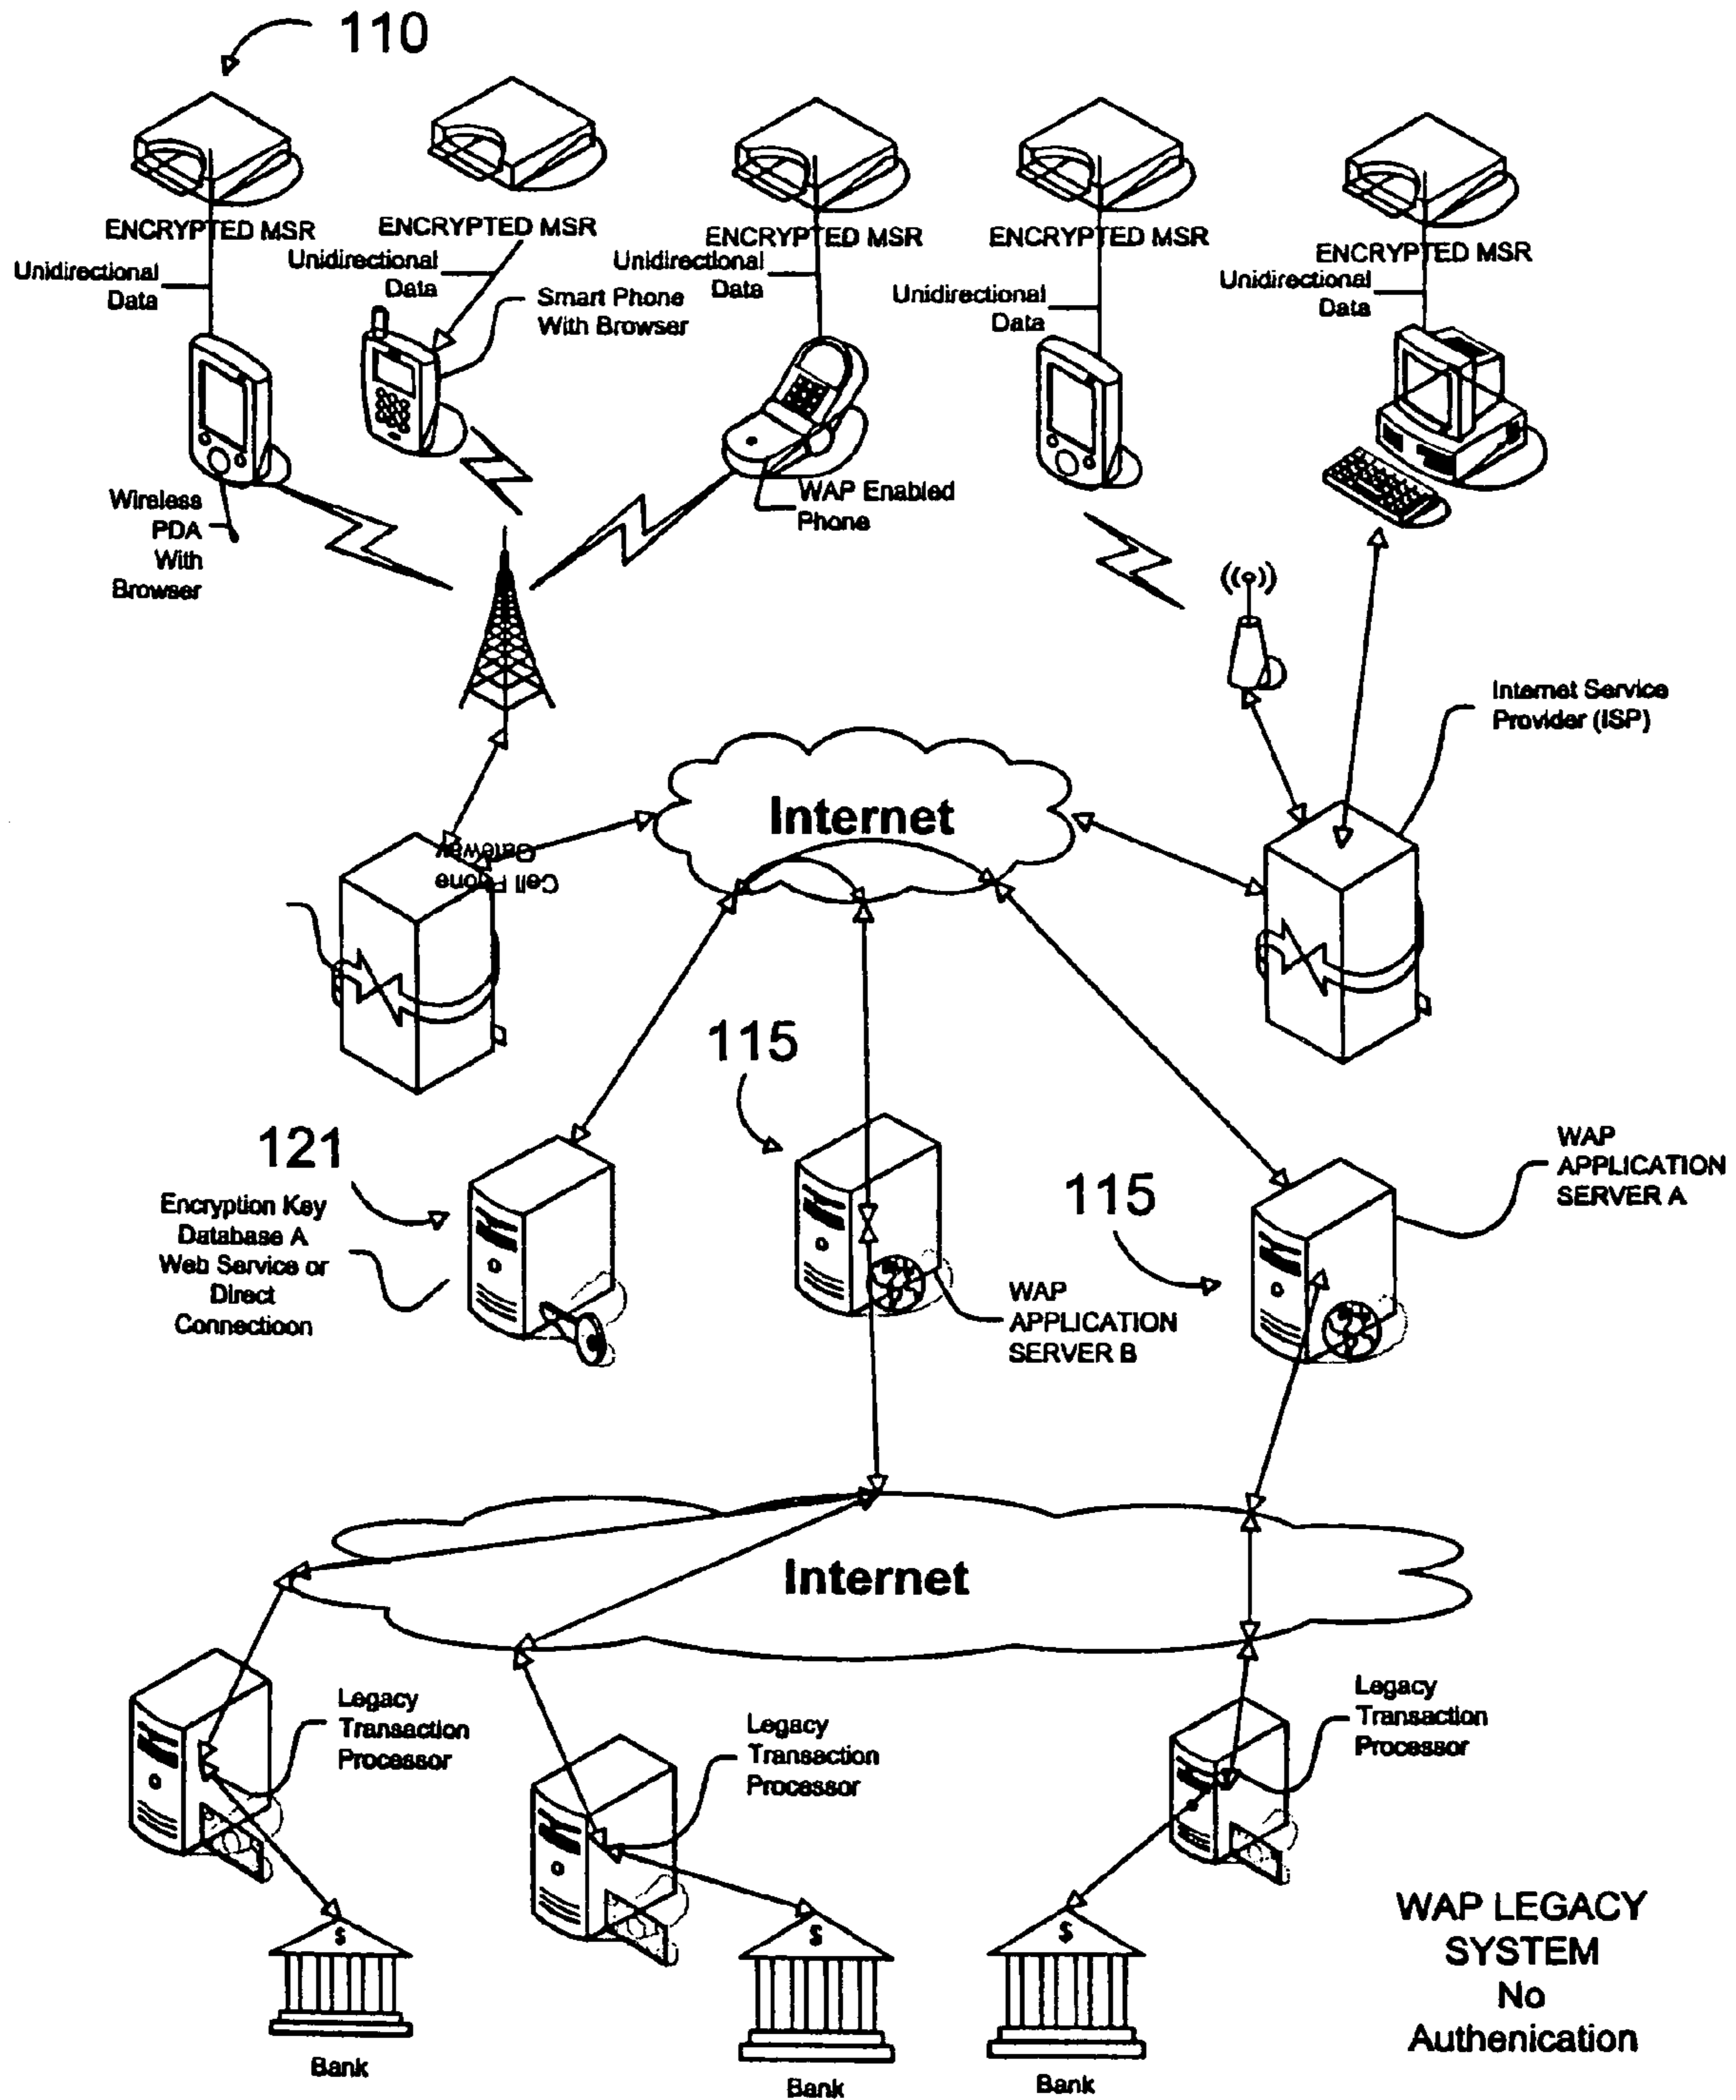 110
ENCRYPTED MSR
ENCRYPTED MSR
ENCRYPTED MSR
ENCRYPTED MSR
ENCRYPTED MSR
Unidirectional
Data
Unidirectional
Data
Unidirectional
Data
Unidirectional
Data
Unidirectional
Data
Smart Phone
With Browser
Wireless
PDA
With
Browser
WAP Enabled
Phone
Internet Service
Provider (ISP)
Internet
Cell Phone
Gateway
115
121
Encryption Key
Database A
Web Service or
Direct
Connectioon
WAP
APPLICATION
SERVER B
115
WAP
APPLICATION
SERVER A
Internet
Legacy
Transaction
Processor
Legacy
Transaction
Processor
Legacy
Transaction
Processor
$
$
$
Bank
Bank
Bank
WAP LEGACY
SYSTEM
No
Authenication